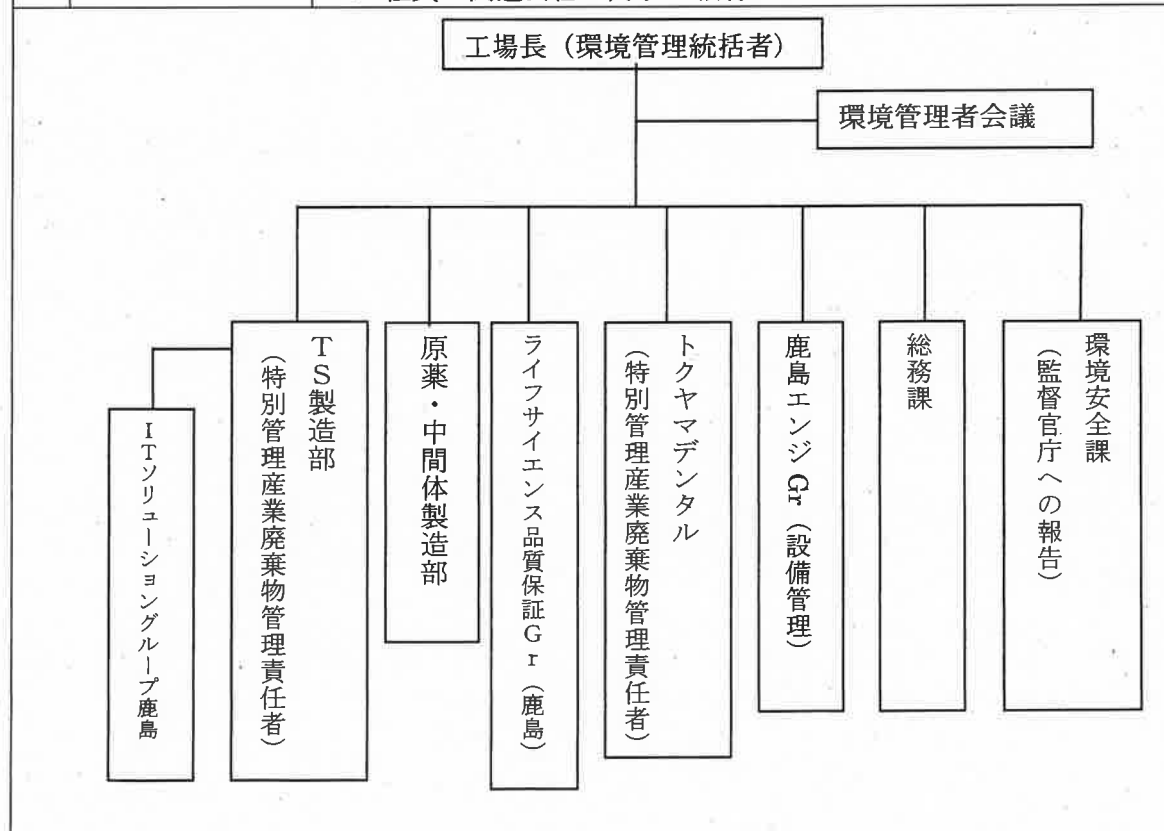 工場長（環境管理統括者）
環境管理者会議
ITソリューショングループ鹿島
TS製造部
（特別管理産業廃棄物管理責任者）
原薬・中間体製造部
ライフサイエンス品質保証Gr（鹿島）
トクヤマデンタル
（特別管理産業廃棄物管理責任者）
鹿島エンジGr（設備管理）
総務課
環境安全課
（監督官庁への報告）